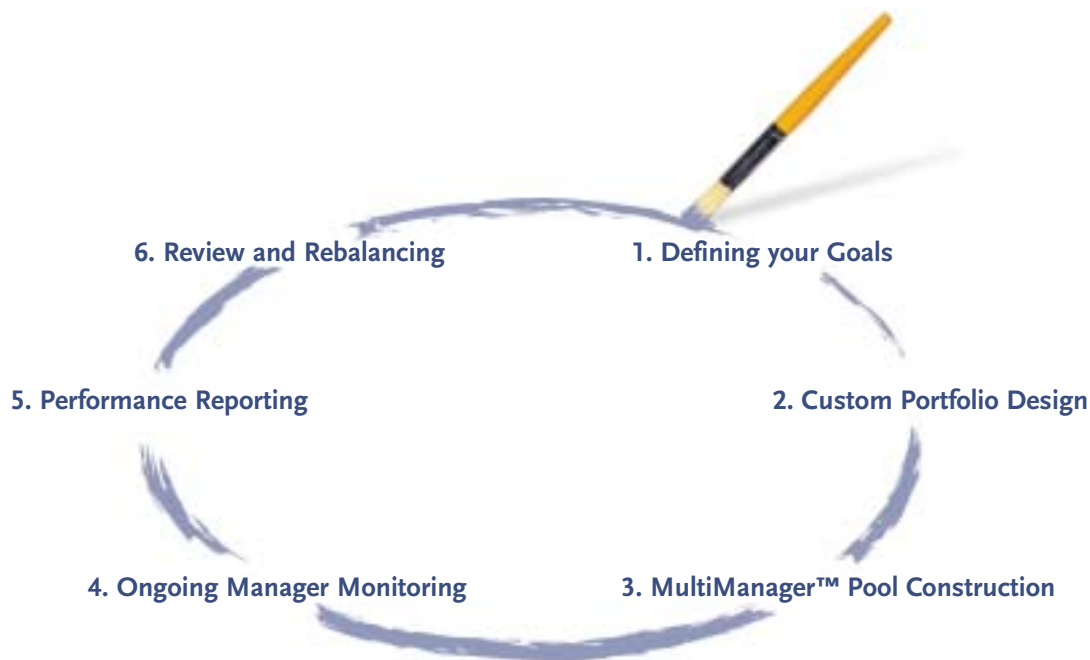 6. Review and Rebalancing
1. Defining your Goals
5. Performance Reporting
2. Custom Portfolio Design
4. Ongoing Manager Monitoring
3. MultiManager™ Pool Construction